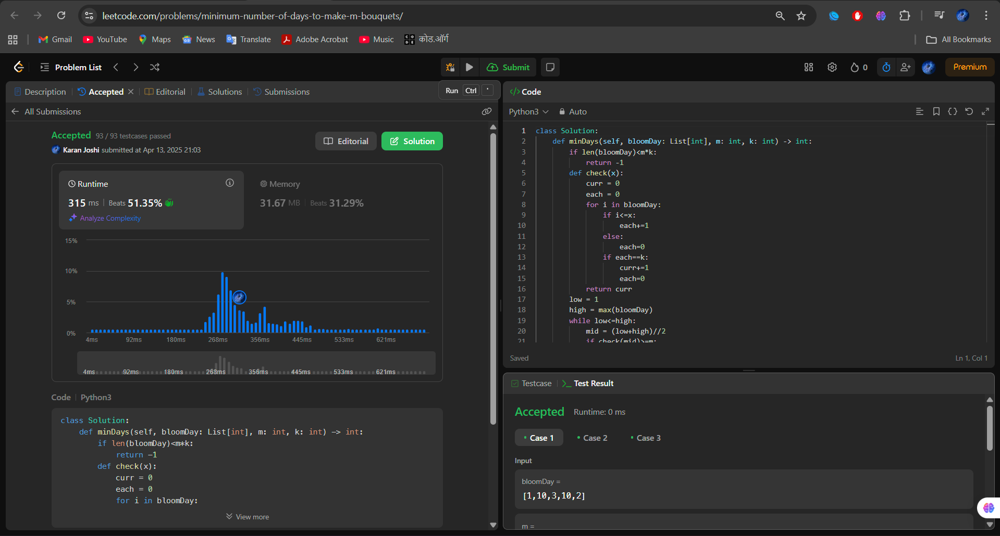 leetcode.com/problems/minimum-number-of-days-to-make-m-bouquets/
Gmail YouTube Maps News Translate Adobe Acrobat Music कोड.ऑर्ग All Bookmarks
Problem List Submit 0 Premium
Description Accepted Editorial Solutions Submissions
Run Ctrl '
All Submissions
Accepted 93 / 93 testcases passed
Karan Joshi submitted at Apr 13, 2025 21:03
Editorial Solution
Runtime
315 ms Beats 51.35%
Analyze Complexity
Memory
31.67 MB Beats 31.29%
15%
10%
5%
0%
4ms 92ms 180ms 268ms 356ms 445ms 533ms 621ms
4ms 92ms 180ms 268ms 356ms 445ms 533ms 621ms
Code Python3
class Solution:
    def minDays(self, bloomDay: List[int], m: int, k: int) -> int:
        if len(bloomDay)<m*k:
            return -1
        def check(x):
            curr = 0
            each = 0
            for i in bloomDay:
View more
</> Code
Python3 Auto
1 class Solution:
2     def minDays(self, bloomDay: List[int], m: int, k: int) -> int:
3         if len(bloomDay)<m*k:
4             return -1
5         def check(x):
6             curr = 0
7             each = 0
8             for i in bloomDay:
9                 if i<=x:
10                     each+=1
11                 else:
12                     each=0
13                 if each==k:
14                     curr+=1
15                     each=0
16             return curr
17         low = 1
18         high = max(bloomDay)
19         while low<=high:
20             mid = (low+high)//2
21             if check(mid)>=m:
Saved Ln 1, Col 1
Testcase Test Result
Accepted Runtime: 0 ms
Case 1 Case 2 Case 3
Input
bloomDay =
[1,10,3,10,2]
m =